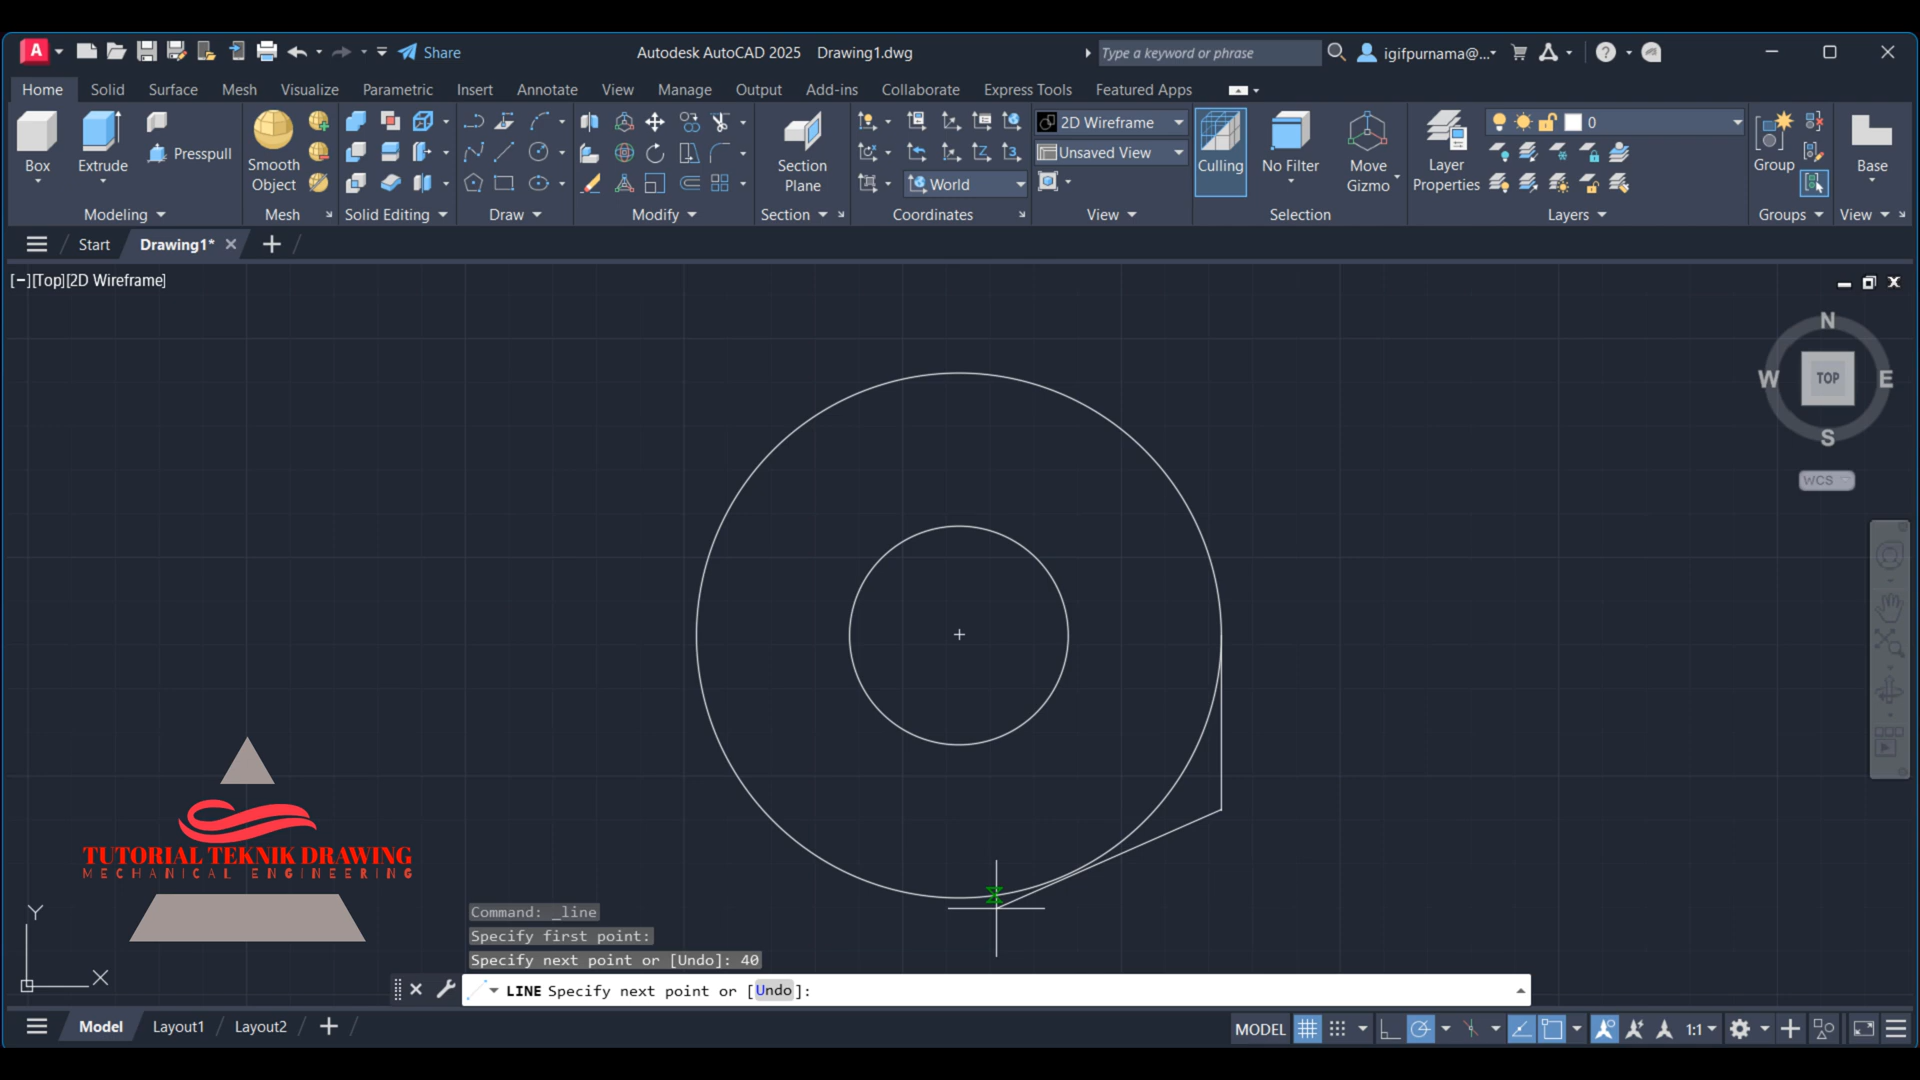 A Share Autodesk AutoCAD 2025 Drawing1.dwg Type a keyword or phrase igifpurnama@...
Home Solid Surface Mesh Visualize Parametric Insert Annotate View Manage Output Add-ins Collaborate Express Tools Featured Apps
2D Wireframe 0
Presspull Unsaved View
Box Extrude Smooth Object Section Plane World Culling No Filter Move Gizmo Layer Properties Group Base
Modeling Mesh Solid Editing Draw Modify Section Coordinates View Selection Layers Groups View
Start Drawing1*
[−][Top][2D Wireframe]
N
W TOP E
S
WCS
TUTORIAL TEKNIK DRAWING
MECHANICAL ENGINEERING
Y
X
Command: _line
Specify first point:
Specify next point or [Undo]: 40
LINE Specify next point or [Undo]:
Model Layout1 Layout2 MODEL 1:1